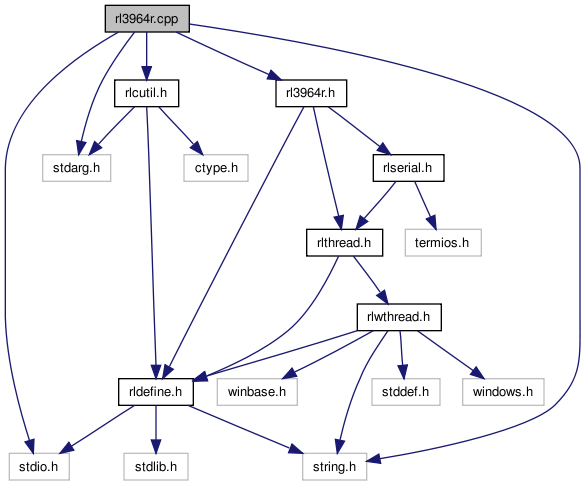 rl3964r.cpp
rlcutil.h
rl3964r.h
stdarg.h
ctype.h
rlserial.h
rlthread.h
termios.h
rlwthread.h
rldefine.h
winbase.h
stddef.h
windows.h
stdio.h
stdlib.h
string.h